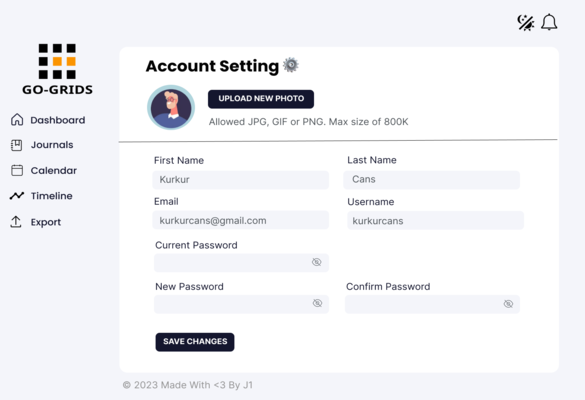 GO-GRIDS
Dashboard
Journals
Calendar
Timeline
Export
Account Setting
UPLOAD NEW PHOTO
Allowed JPG, GIF or PNG. Max size of 800K
First Name
Last Name
Kurkur
Cans
Email
Username
kurkurcans@gmail.com
kurkurcans
Current Password
New Password
Confirm Password
SAVE CHANGES
© 2023 Made With <3 By J1